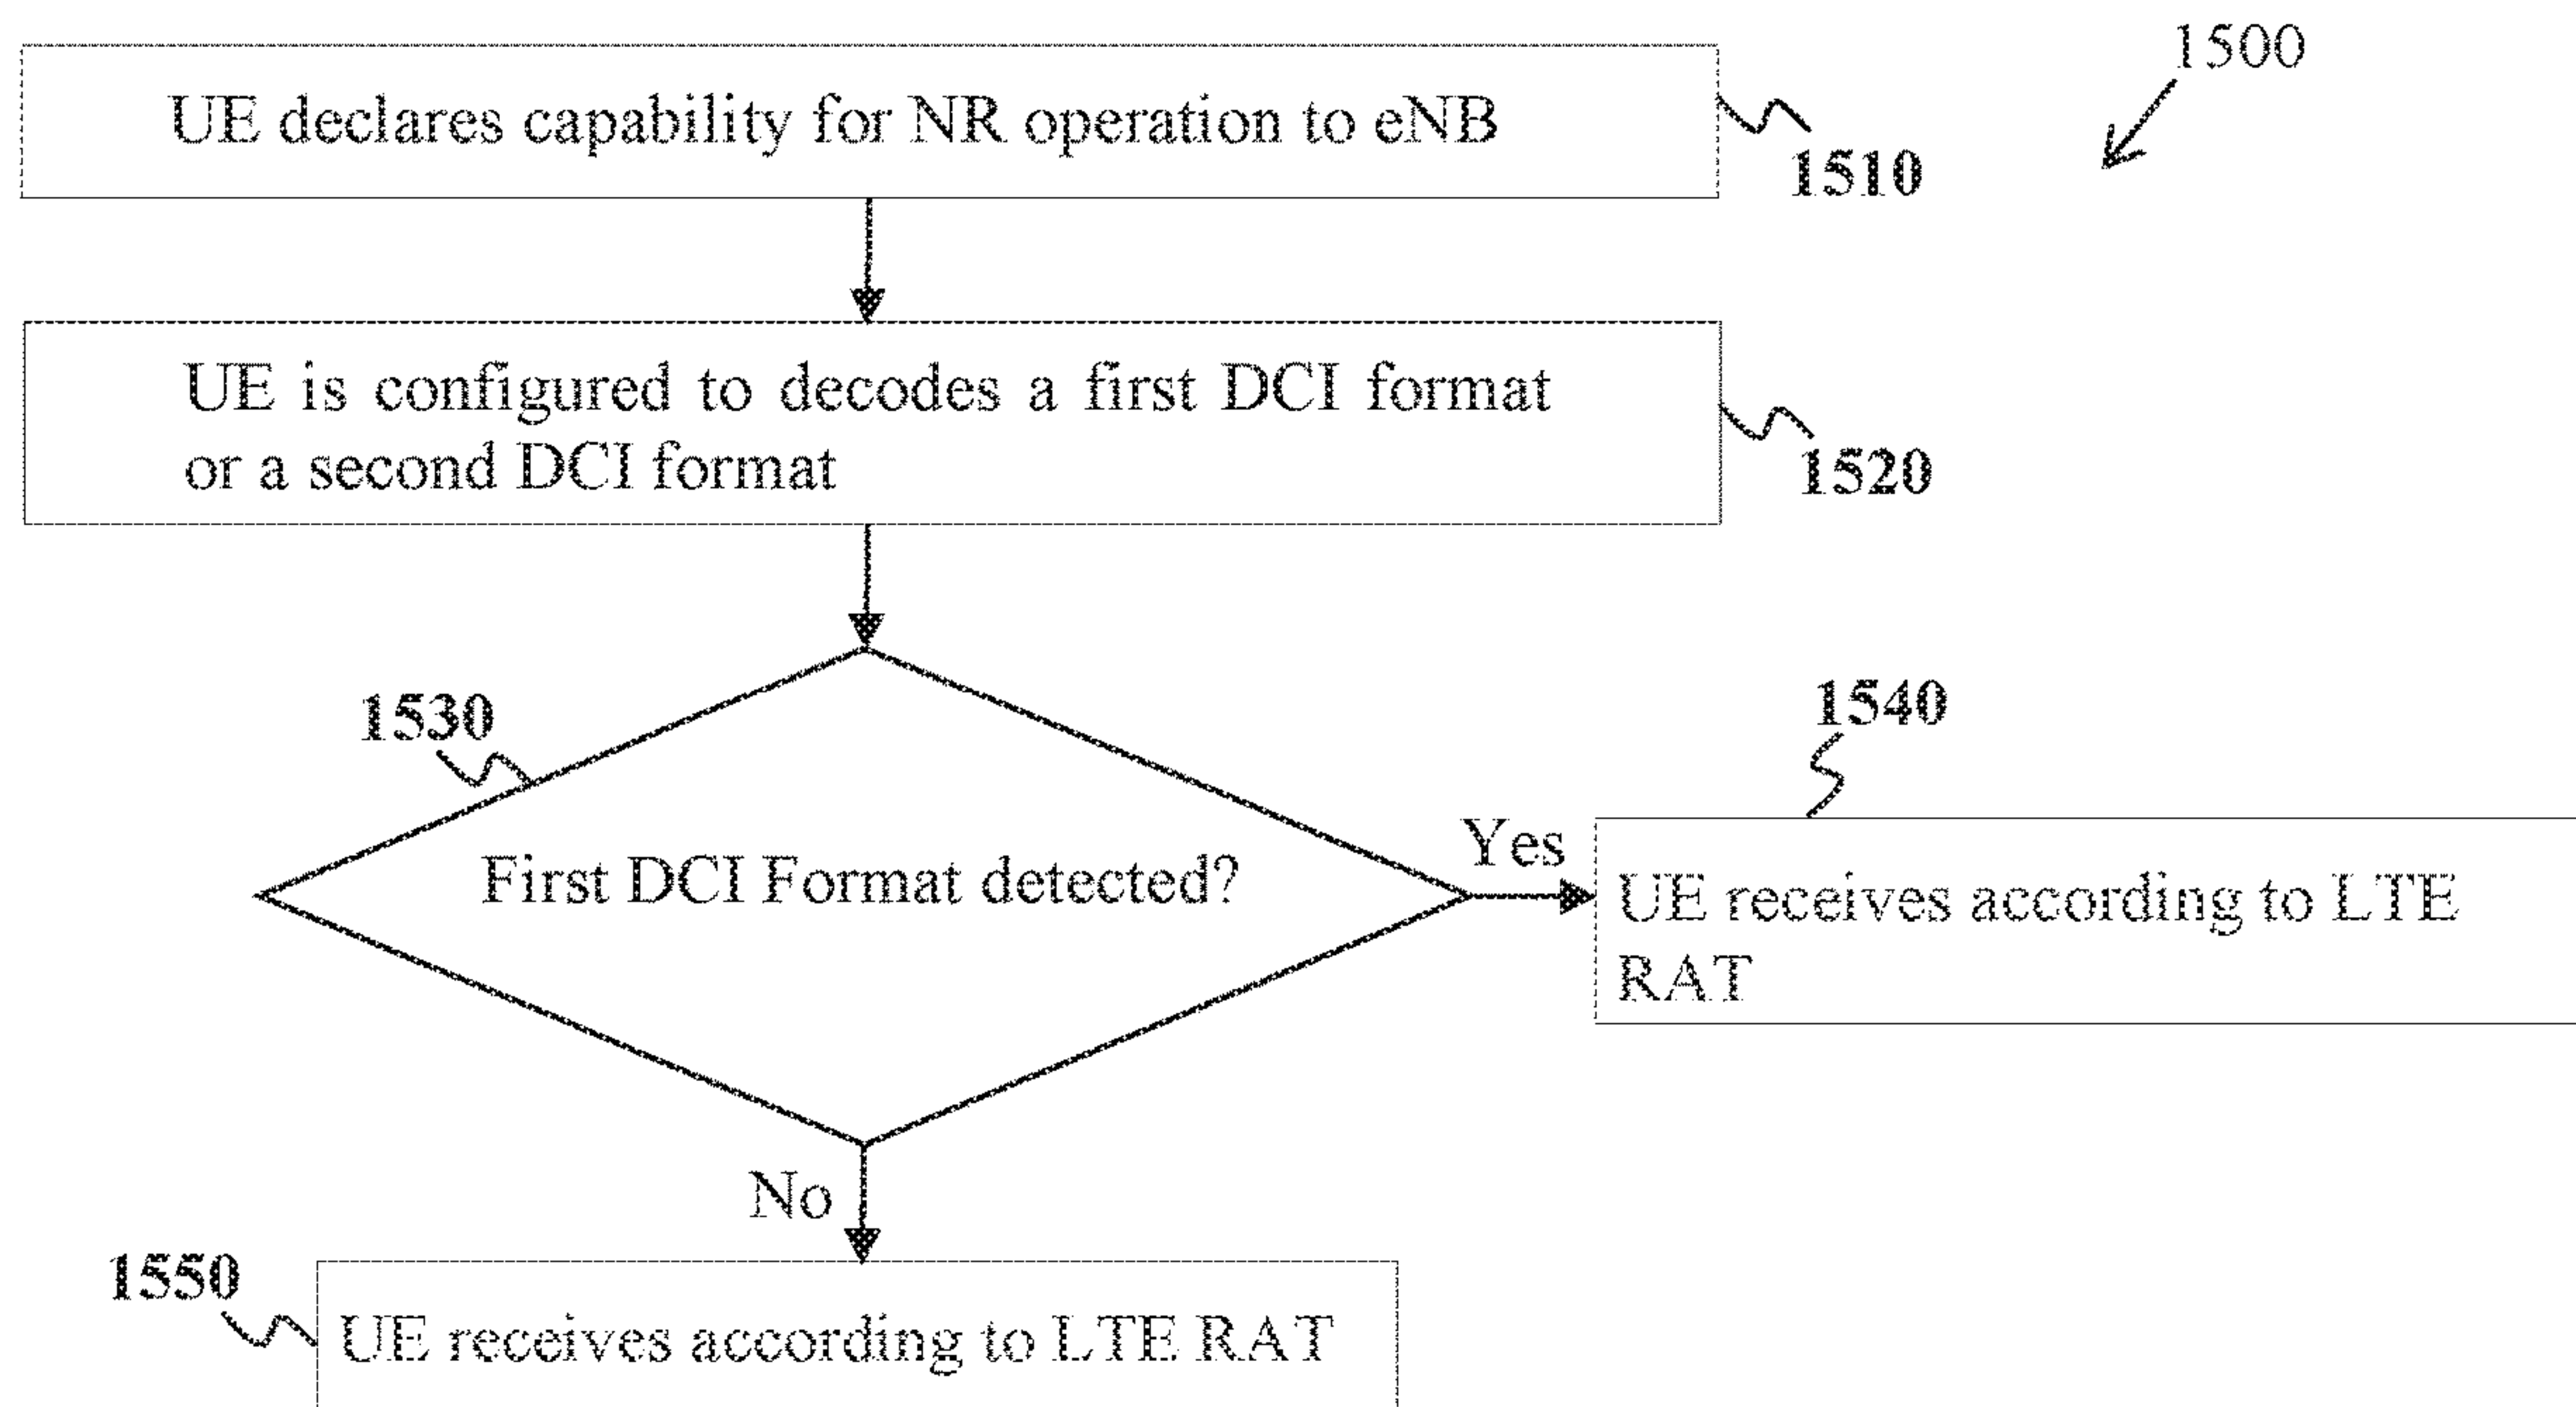 1500
UE declares capability for NR operation to eNB
1510
UE is configured to decodes a first DCI format
or a second DCI format
1520
1530
First DCI Format detected?
Yes
1540
UE receives according to LTE
RAT
No
1550
UE receives according to LTE RAT